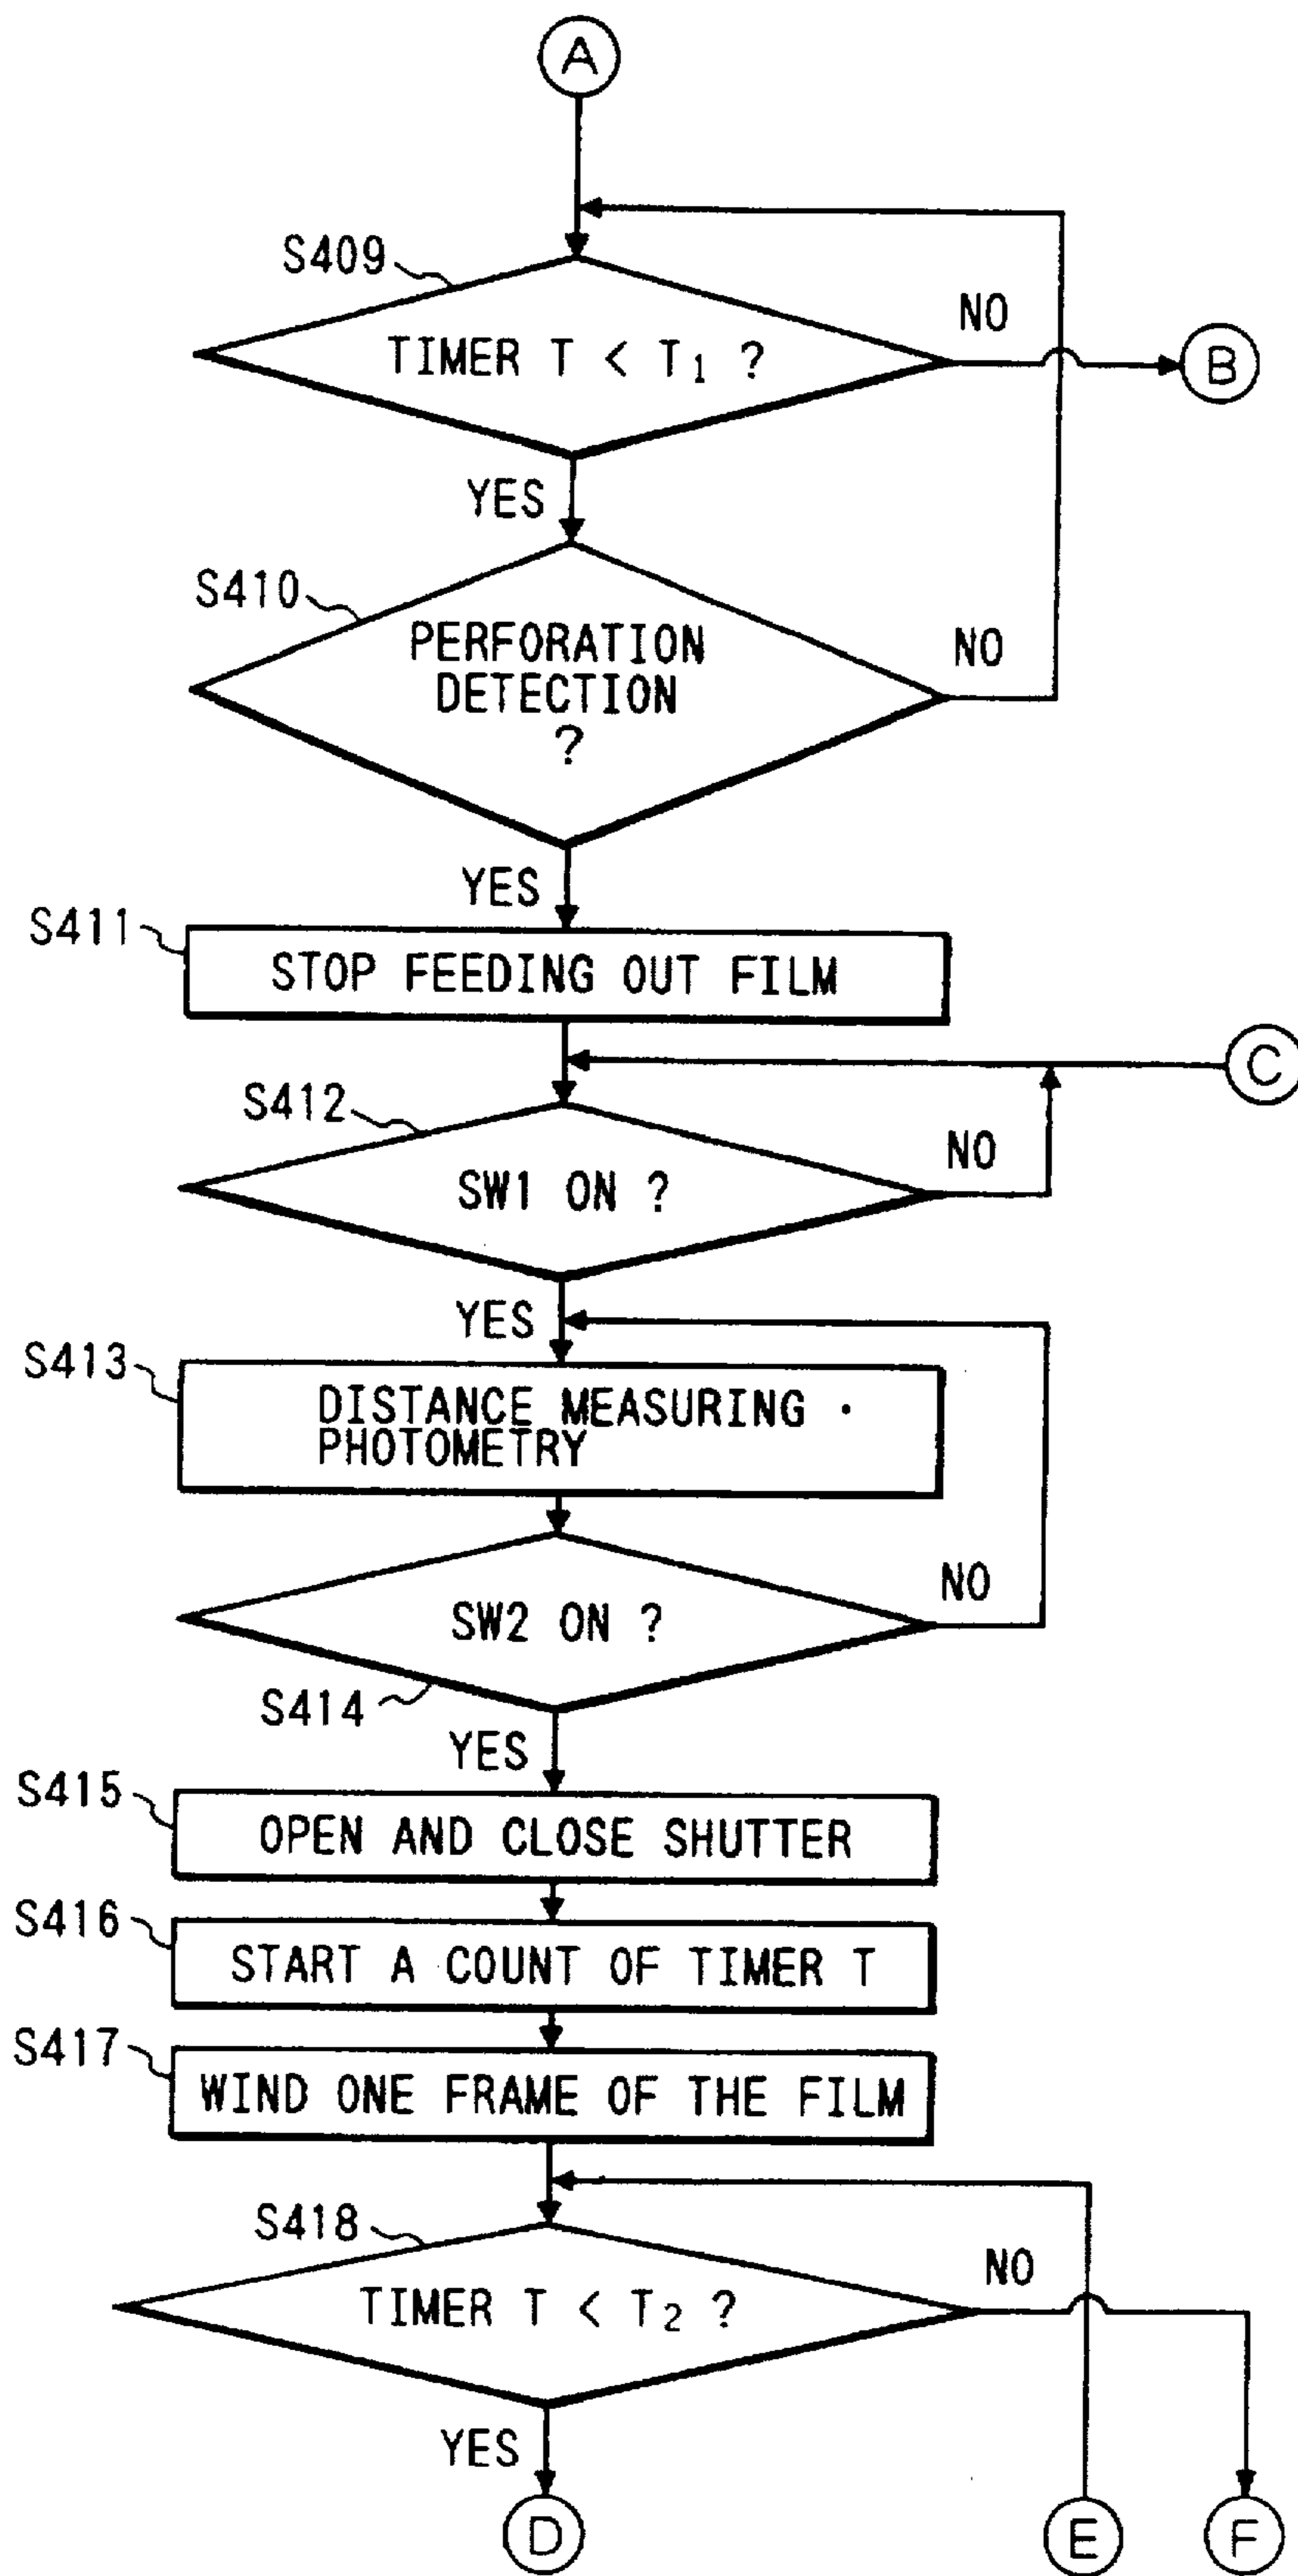 A
S409
TIMER T < T₁ ?
NO
B
YES
S410
PERFORATION
DETECTION
?
NO
YES
S411
STOP FEEDING OUT FILM
C
S412
SW1 ON ?
NO
YES
S413
DISTANCE MEASURING ·
PHOTOMETRY
SW2 ON ?
NO
S414
YES
S415
OPEN AND CLOSE SHUTTER
S416
START A COUNT OF TIMER T
S417
WIND ONE FRAME OF THE FILM
S418
TIMER T < T₂ ?
NO
YES
D
E
F